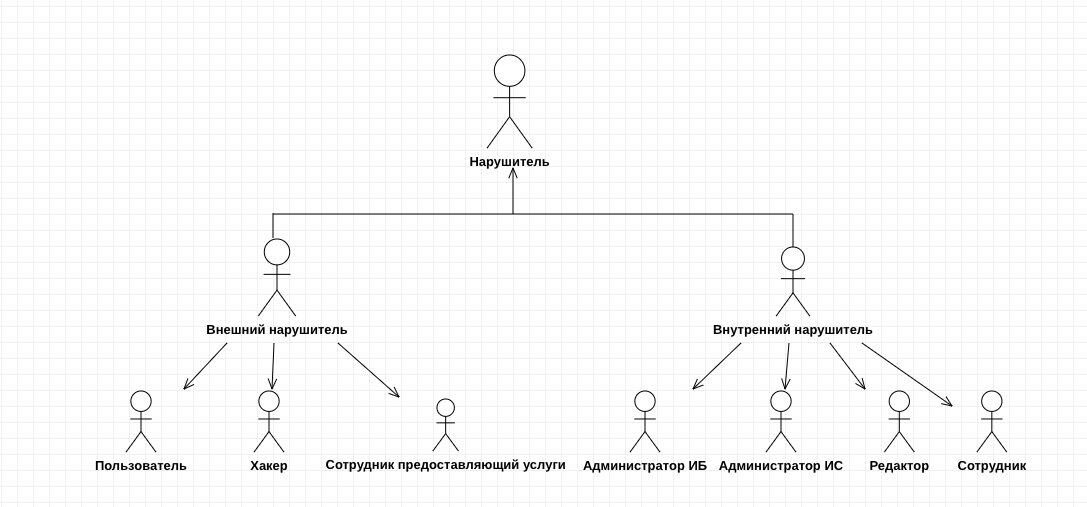 Нарушитель
Внешний нарушитель
Внутренний нарушитель
Пользователь
Хакер
Сотрудник предоставляющий услуги
Администратор ИБ
Администратор ИС
Редактор
Сотрудник